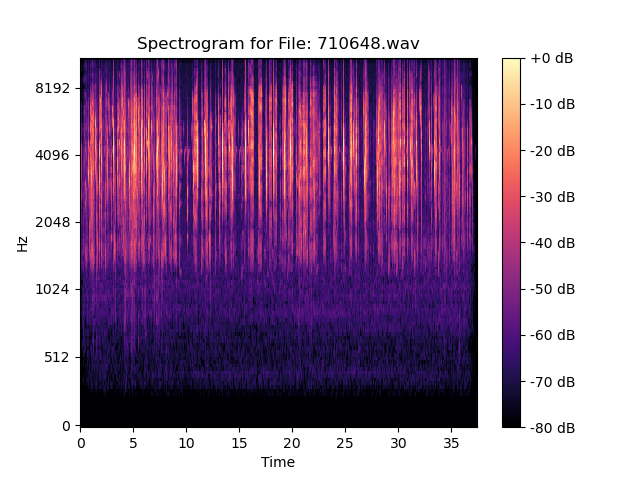 Spectrogram for File: 710648.wav
+0 dB
-10 dB
-20 dB
-30 dB
-40 dB
-50 dB
-60 dB
-70 dB
-80 dB
8192
4096
2048
1024
512
0
Hz
0 5 10 15 20 25 30 35
Time